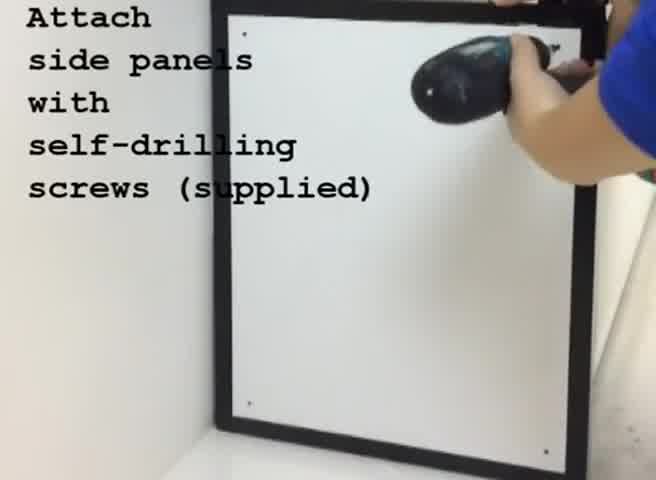 Attach
side panels
with
self-drilling
screws (supplied)